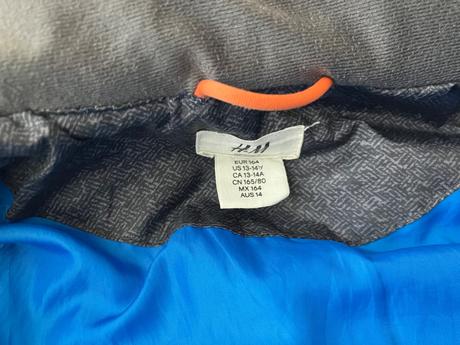 H&M
EUR 164
US 13-14Y
CA 13-14A
CN 165/80
MX 164
AUS 14